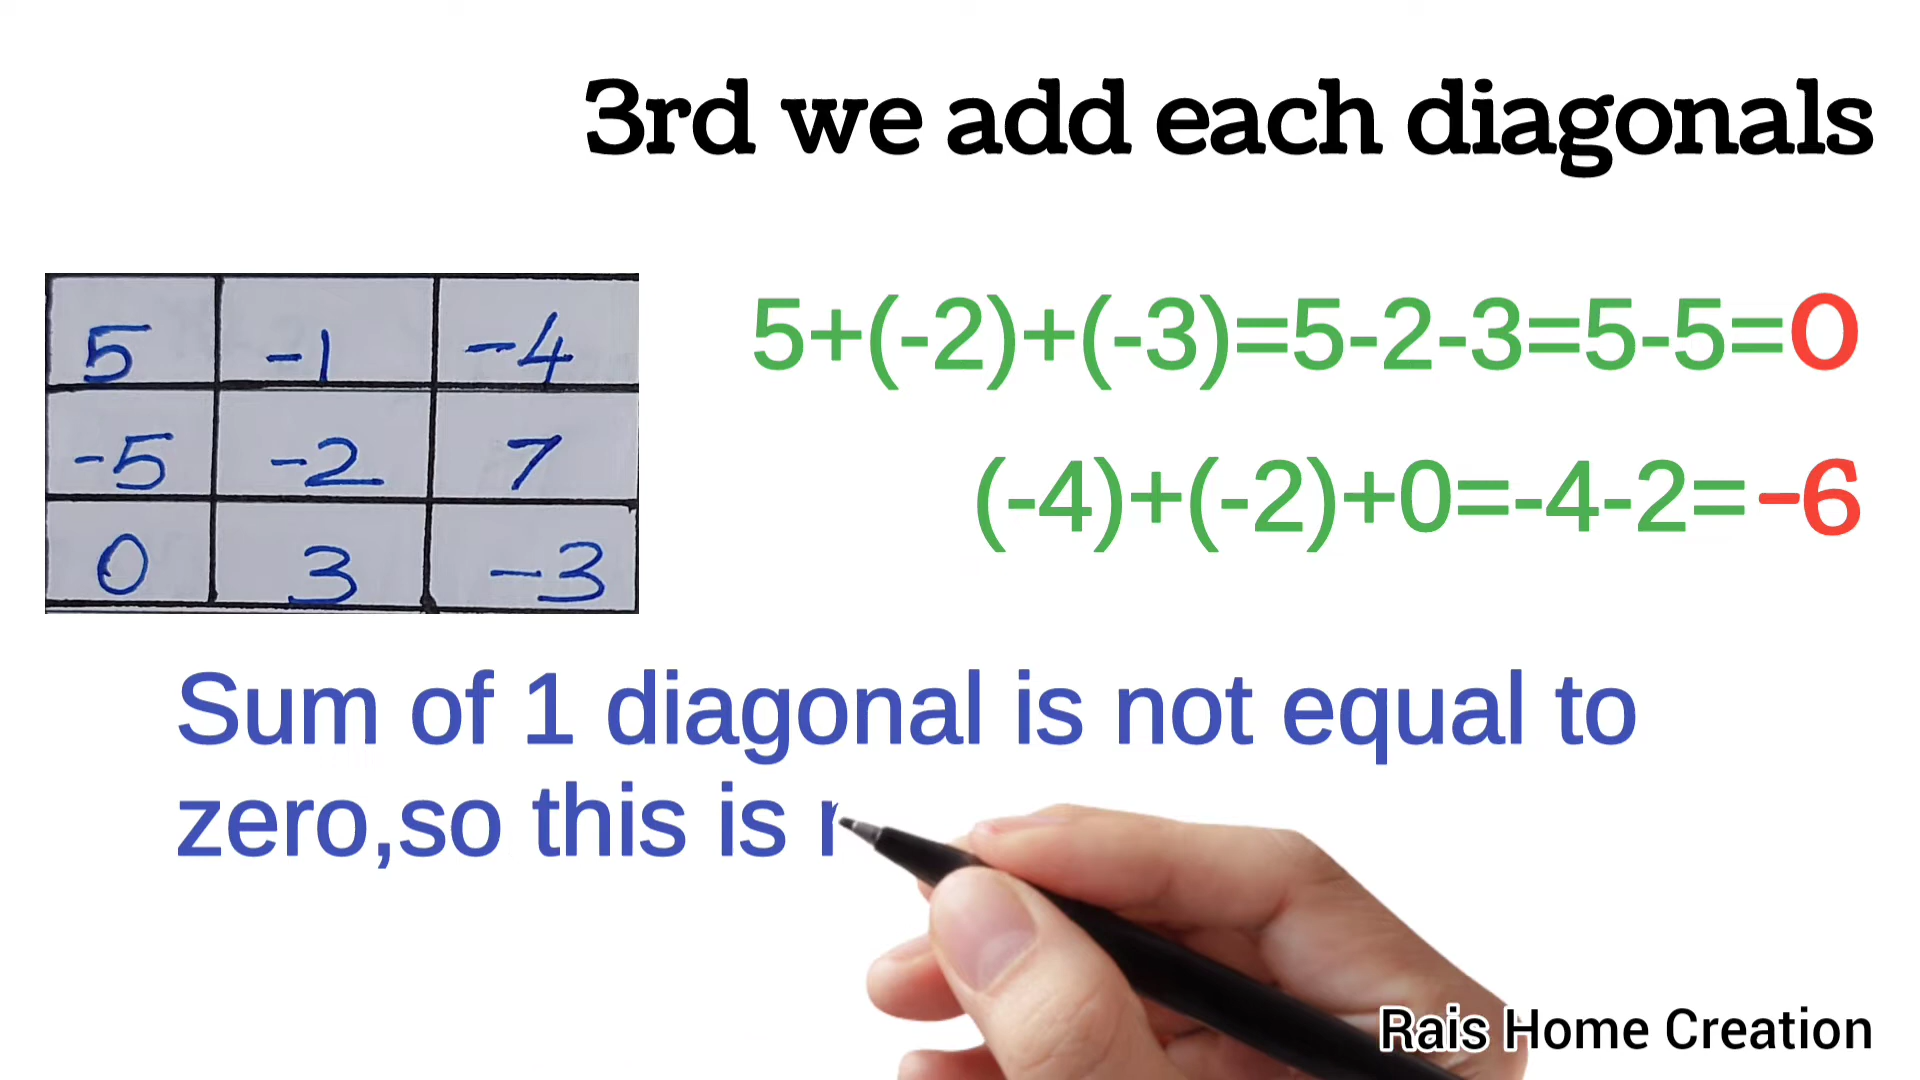 3rd we add each diagonals
5 -1 -4
-5 -2 7
0 3 -3
5+(-2)+(-3)=5-2-3=5-5=0
(-4)+(-2)+0=-4-2=-6
Sum of 1 diagonal is not equal to
zero,so this is
Rais Home Creation